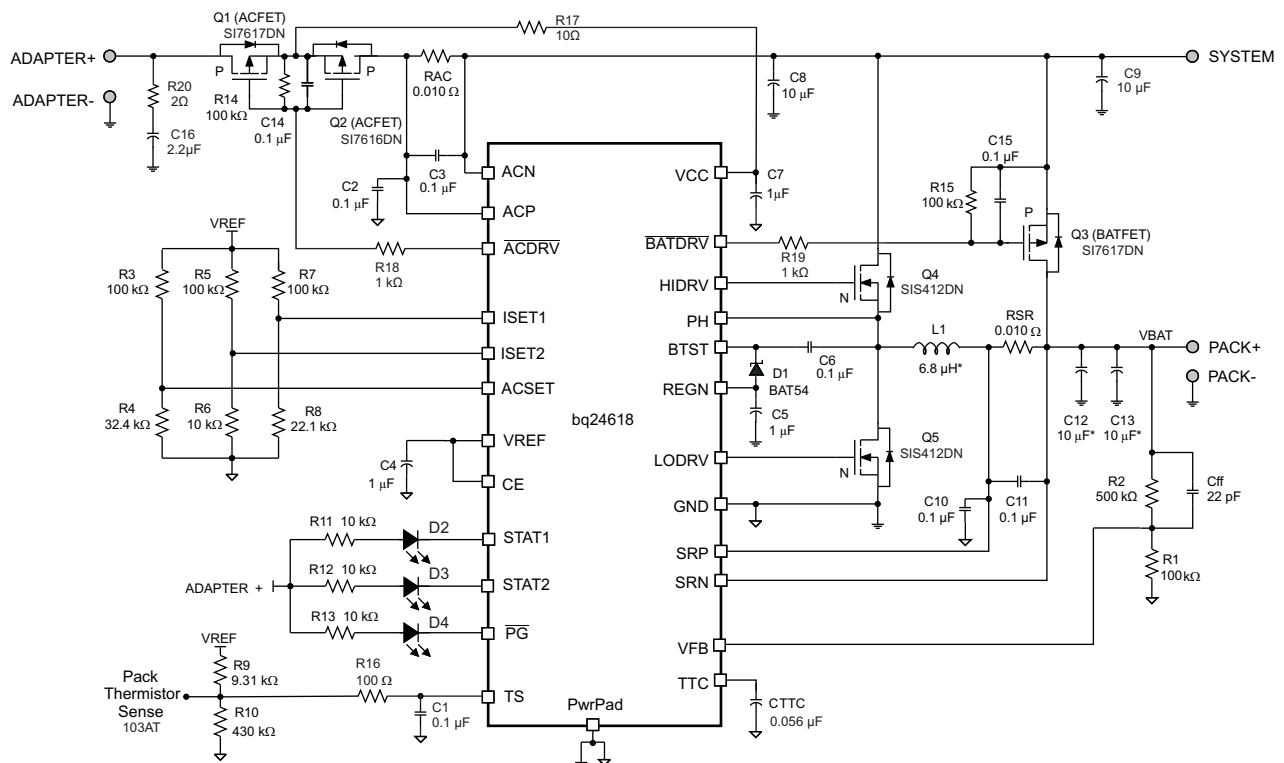 Q1 (ACFET)
SI7617DN
R17
10Ω
ADAPTER+
SYSTEM
P
P
R20
2Ω
RAC
0.010 Ω
C8
10 µF
C9
10 µF
ADAPTER-
R14
100 kΩ
C14
0.1 µF
Q2 (ACFET)
SI7616DN
C16
2.2µF
C15
0.1 µF
C2
0.1 µF
C3
0.1 µF
ACN
VCC
C7
1µF
R15
100 kΩ
P
ACP
VREF
ACDRV
R18
1 kΩ
BATDRV
R19
1 kΩ
Q3 (BATFET)
SI7617DN
R3
100 kΩ
R5
100 kΩ
R7
100 kΩ
HIDRV
N
Q4
SIS412DN
ISET1
PH
RSR
0.010 Ω
L1
6.8 µH*
VBAT
ISET2
BTST
C6
0.1 µF
PACK+
D1
BAT54
ACSET
REGN
PACK-
R4
32.4 kΩ
R6
10 kΩ
R8
22.1 kΩ
bq24618
C5
1 µF
C12
10 µF*
C13
10 µF*
VREF
C4
1 µF
Q5
SIS412DN
LODRV
N
CE
R2
500 kΩ
Cff
22 pF
GND
C10
0.1 µF
C11
0.1 µF
R11 10 kΩ
D2
STAT1
SRP
R12 10 kΩ
D3
STAT2
SRN
R1
100kΩ
ADAPTER +
R13 10 kΩ
D4
PG
VFB
VREF
R9
9.31 kΩ
R16
100 Ω
TTC
Pack
Thermistor
Sense
103AT
TS
PwrPad
CTTC
0.056 µF
R10
430 kΩ
C1
0.1 µF